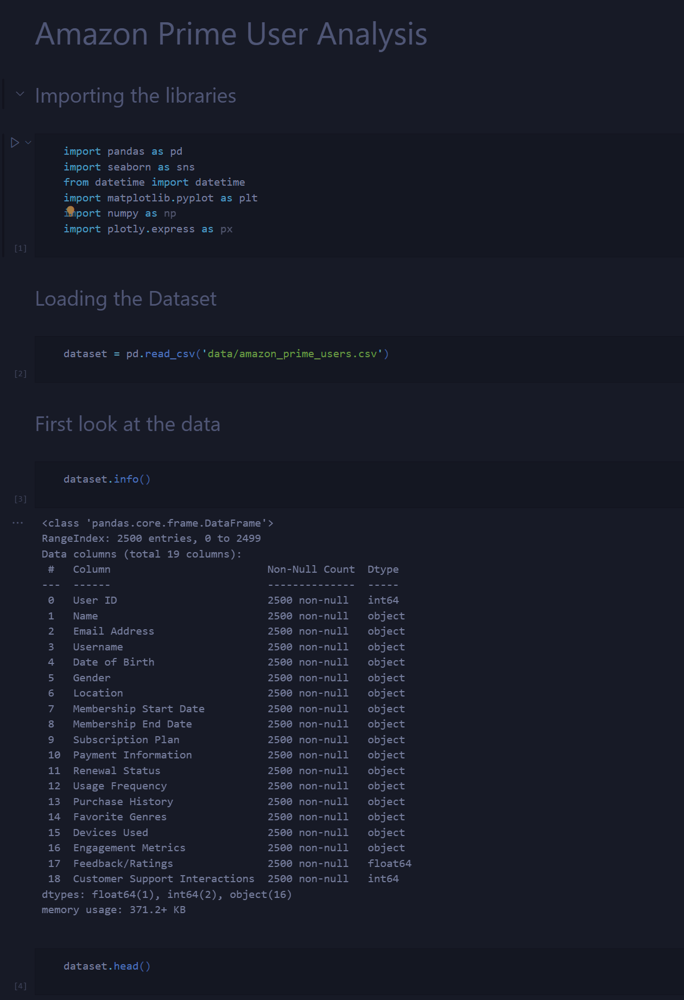 Amazon Prime User Analysis
Importing the libraries
import pandas as pd
import seaborn as sns
from datetime import datetime
import matplotlib.pyplot as plt
import numpy as np
import plotly.express as px
[1]
Loading the Dataset
dataset = pd.read_csv('data/amazon_prime_users.csv')
[2]
First look at the data
dataset.info()
[3]
...
<class 'pandas.core.frame.DataFrame'>
RangeIndex: 2500 entries, 0 to 2499
Data columns (total 19 columns):
 #   Column                         Non-Null Count  Dtype
---  ------                         --------------  -----
 0   User ID                        2500 non-null   int64
 1   Name                           2500 non-null   object
 2   Email Address                  2500 non-null   object
 3   Username                       2500 non-null   object
 4   Date of Birth                  2500 non-null   object
 5   Gender                         2500 non-null   object
 6   Location                       2500 non-null   object
 7   Membership Start Date          2500 non-null   object
 8   Membership End Date            2500 non-null   object
 9   Subscription Plan              2500 non-null   object
 10  Payment Information            2500 non-null   object
 11  Renewal Status                 2500 non-null   object
 12  Usage Frequency                2500 non-null   object
 13  Purchase History               2500 non-null   object
 14  Favorite Genres                2500 non-null   object
 15  Devices Used                   2500 non-null   object
 16  Engagement Metrics             2500 non-null   object
 17  Feedback/Ratings               2500 non-null   float64
 18  Customer Support Interactions  2500 non-null   int64
dtypes: float64(1), int64(2), object(16)
memory usage: 371.2+ KB
dataset.head()
[4]